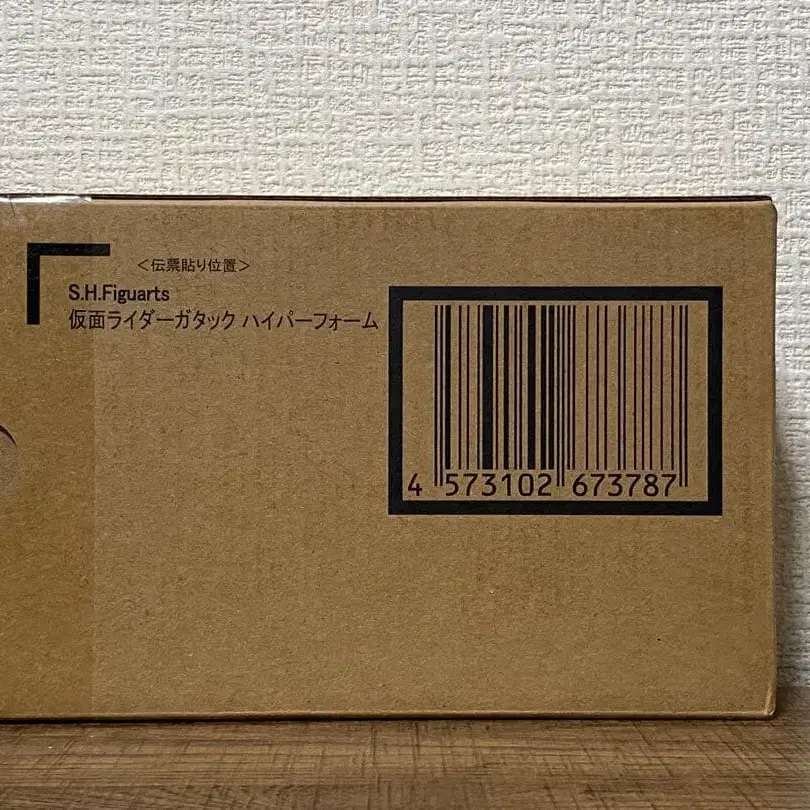 <伝票貼り位置>
S.H.Figuarts
仮面ライダーガタック ハイパーフォーム
4 573102 673787